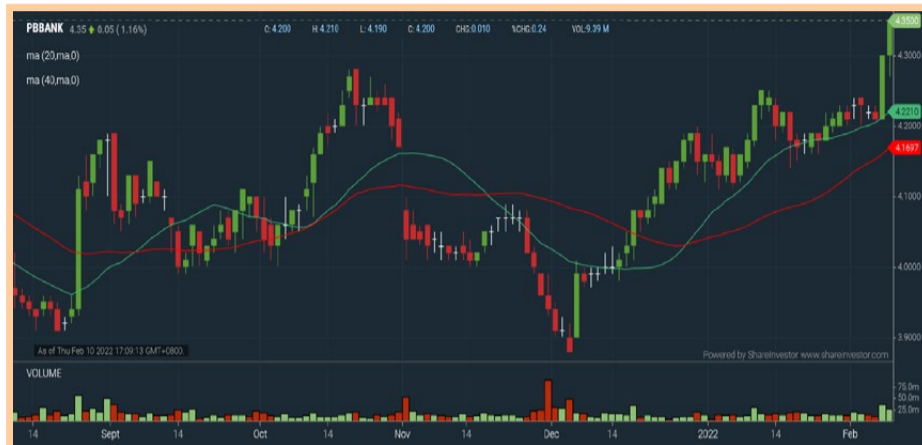 PBBANK 4.35 0.05 (1.16%) O: 4.200 H: 4.210 L: 4.190 C: 4.200 CHG:0.010 %CHG:0.24 VOL:9.39 M
ma (20,ma,0)
ma (40,ma,0)
4.3500
4.3000
4.2210
4.2000
4.1697
4.1000
4.0000
3.9000
As of Thu Feb 10 2022 17:09:13 GMT+0800.
Powered by ShareInvestor www.shareinvestor.com
VOLUME
75.0m
50.0m
25.0m
14 Sept 14 Oct 14 Nov 14 Dec 14 2022 14 Feb